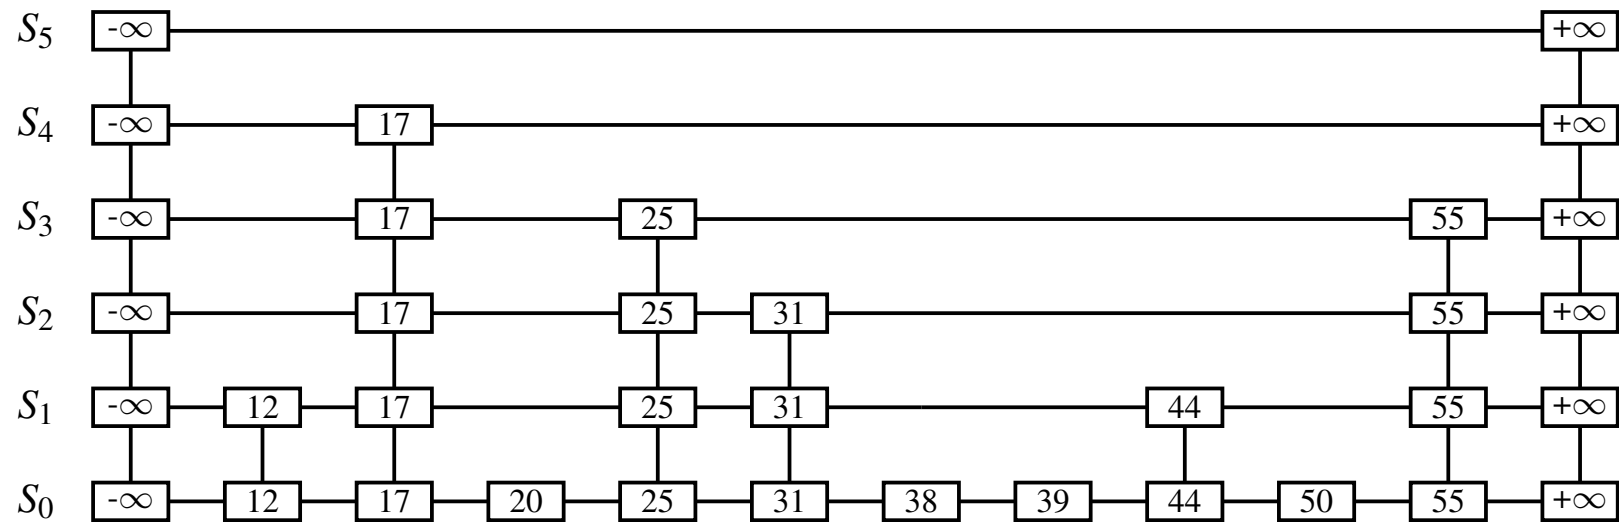 S5 -∞ +∞
S4 -∞ 17 +∞
S3 -∞ 17 25 55 +∞
S2 -∞ 17 25 31 55 +∞
S1 -∞ 12 17 25 31 44 55 +∞
S0 -∞ 12 17 20 25 31 38 39 44 50 55 +∞